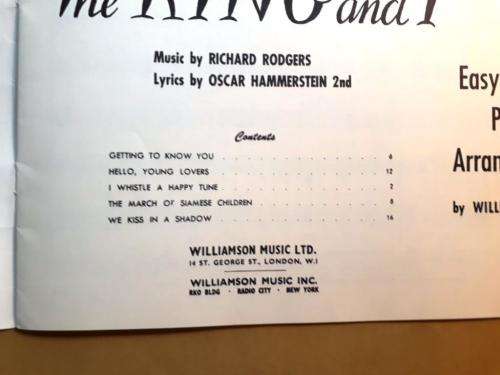 The KING and I
Music by RICHARD RODGERS
Lyrics by OSCAR HAMMERSTEIN 2nd
Easy
Arran
by WILL
Contents
GETTING TO KNOW YOU . . . . . . . . . . . . . . 6
HELLO, YOUNG LOVERS . . . . . . . . . . . . . . 12
I WHISTLE A HAPPY TUNE . . . . . . . . . . . . . . 2
THE MARCH OF SIAMESE CHILDREN . . . . . . . . . . 8
WE KISS IN A SHADOW . . . . . . . . . . . . . . 16
WILLIAMSON MUSIC LTD.
14 ST. GEORGE ST., LONDON, W.1
WILLIAMSON MUSIC INC.
RKO BLDG · RADIO CITY · NEW YORK